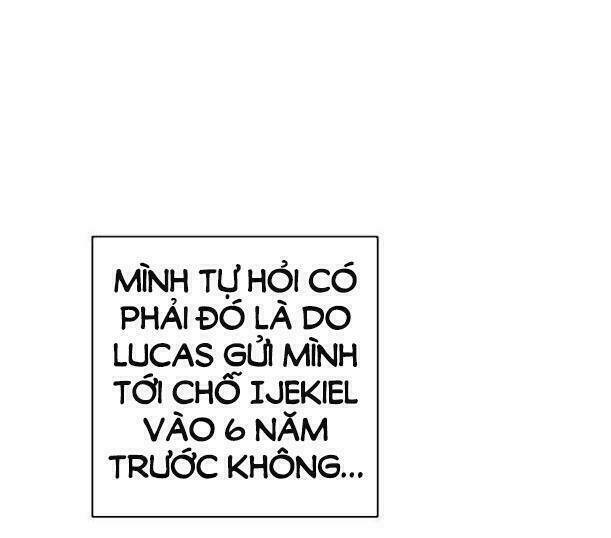 MÌNH TỰ HỎI CÓ
PHẢI ĐÓ LÀ DO
LUCAS GỬI MÌNH
TỚI CHỖ IJEKIEL
VÀO 6 NĂM
TRƯỚC KHÔNG...